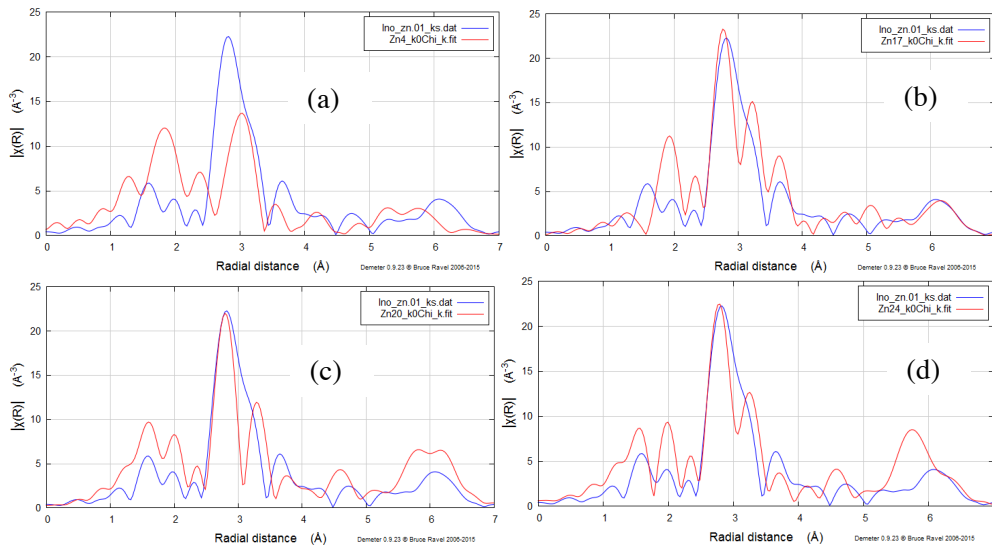 25
20
15
10
5
0
|χ(R)| (Å⁻³)
Ino_zn.01_ks.dat
Zn4_k0Chi_k.fit
(a)
0 1 2 3 4 5 6 7
Radial distance (Å)
Demeter 0.9.23 © Bruce Ravel 2006-2015
25
20
15
10
5
0
|χ(R)| (Å⁻³)
Ino_zn.01_ks.dat
Zn17_k0Chi_k.fit
(b)
0 1 2 3 4 5 6
Radial distance (Å)
Demeter 0.9.23 © Bruce Ravel 2006-2015
25
20
15
10
5
0
|χ(R)| (Å⁻³)
Ino_zn.01_ks.dat
Zn20_k0Chi_k.fit
(c)
0 1 2 3 4 5 6 7
Radial distance (Å)
Demeter 0.9.23 © Bruce Ravel 2006-2015
25
20
15
10
5
0
|χ(R)| (Å⁻³)
Ino_zn.01_ks.dat
Zn24_k0Chi_k.fit
(d)
0 1 2 3 4 5 6
Radial distance (Å)
Demeter 0.9.23 © Bruce Ravel 2006-2015